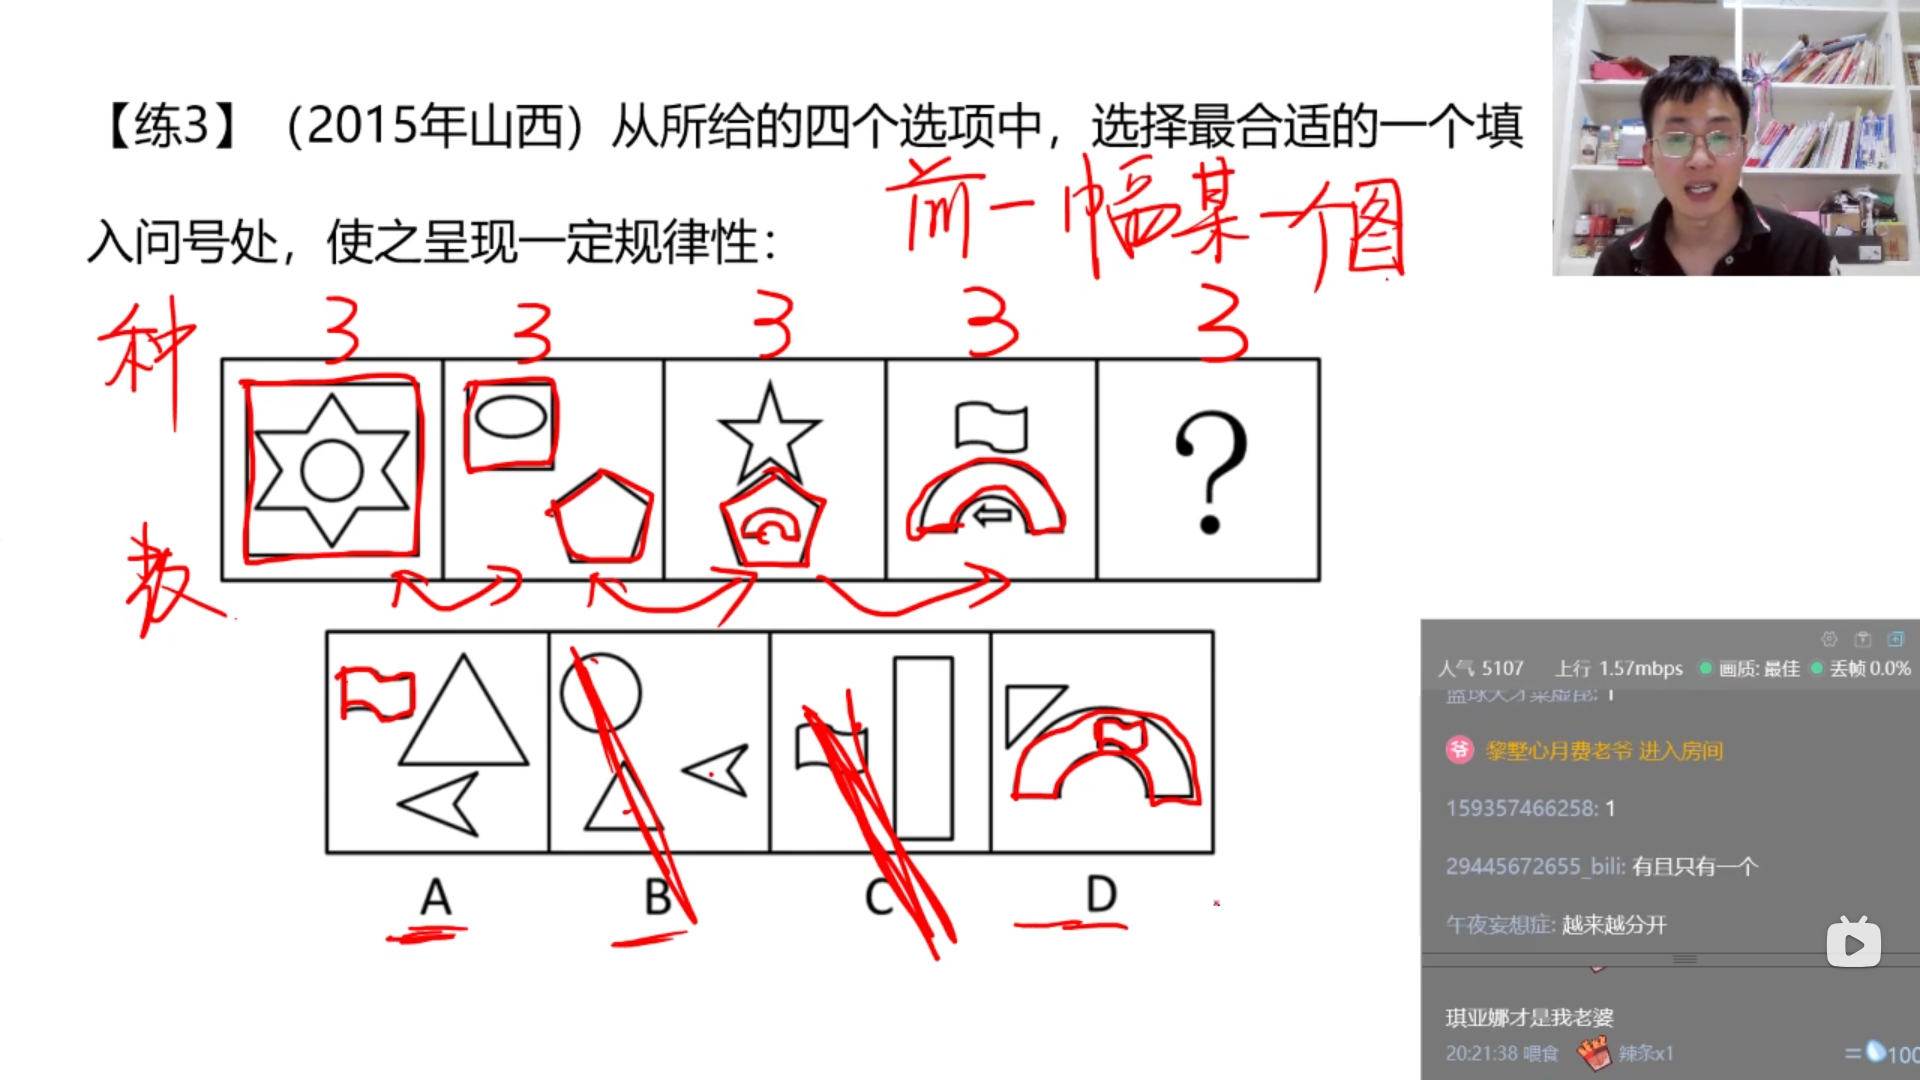 【练3】（2015年山西）从所给的四个选项中，选择最合适的一个填
入问号处，使之呈现一定规律性：
前一幅某一个图
种 3 3 3 3 3
数
?
A B C D
人气 5107 上行 1.57mbps 画质: 最佳 丢帧 0.0%
爷 黎墅心月费老爷 进入房间
159357466258: 1
29445672655_bili: 有且只有一个
午夜妄想症: 越来越分开
琪亚娜才是我老婆
20:21:38 喂食 辣条x1
100